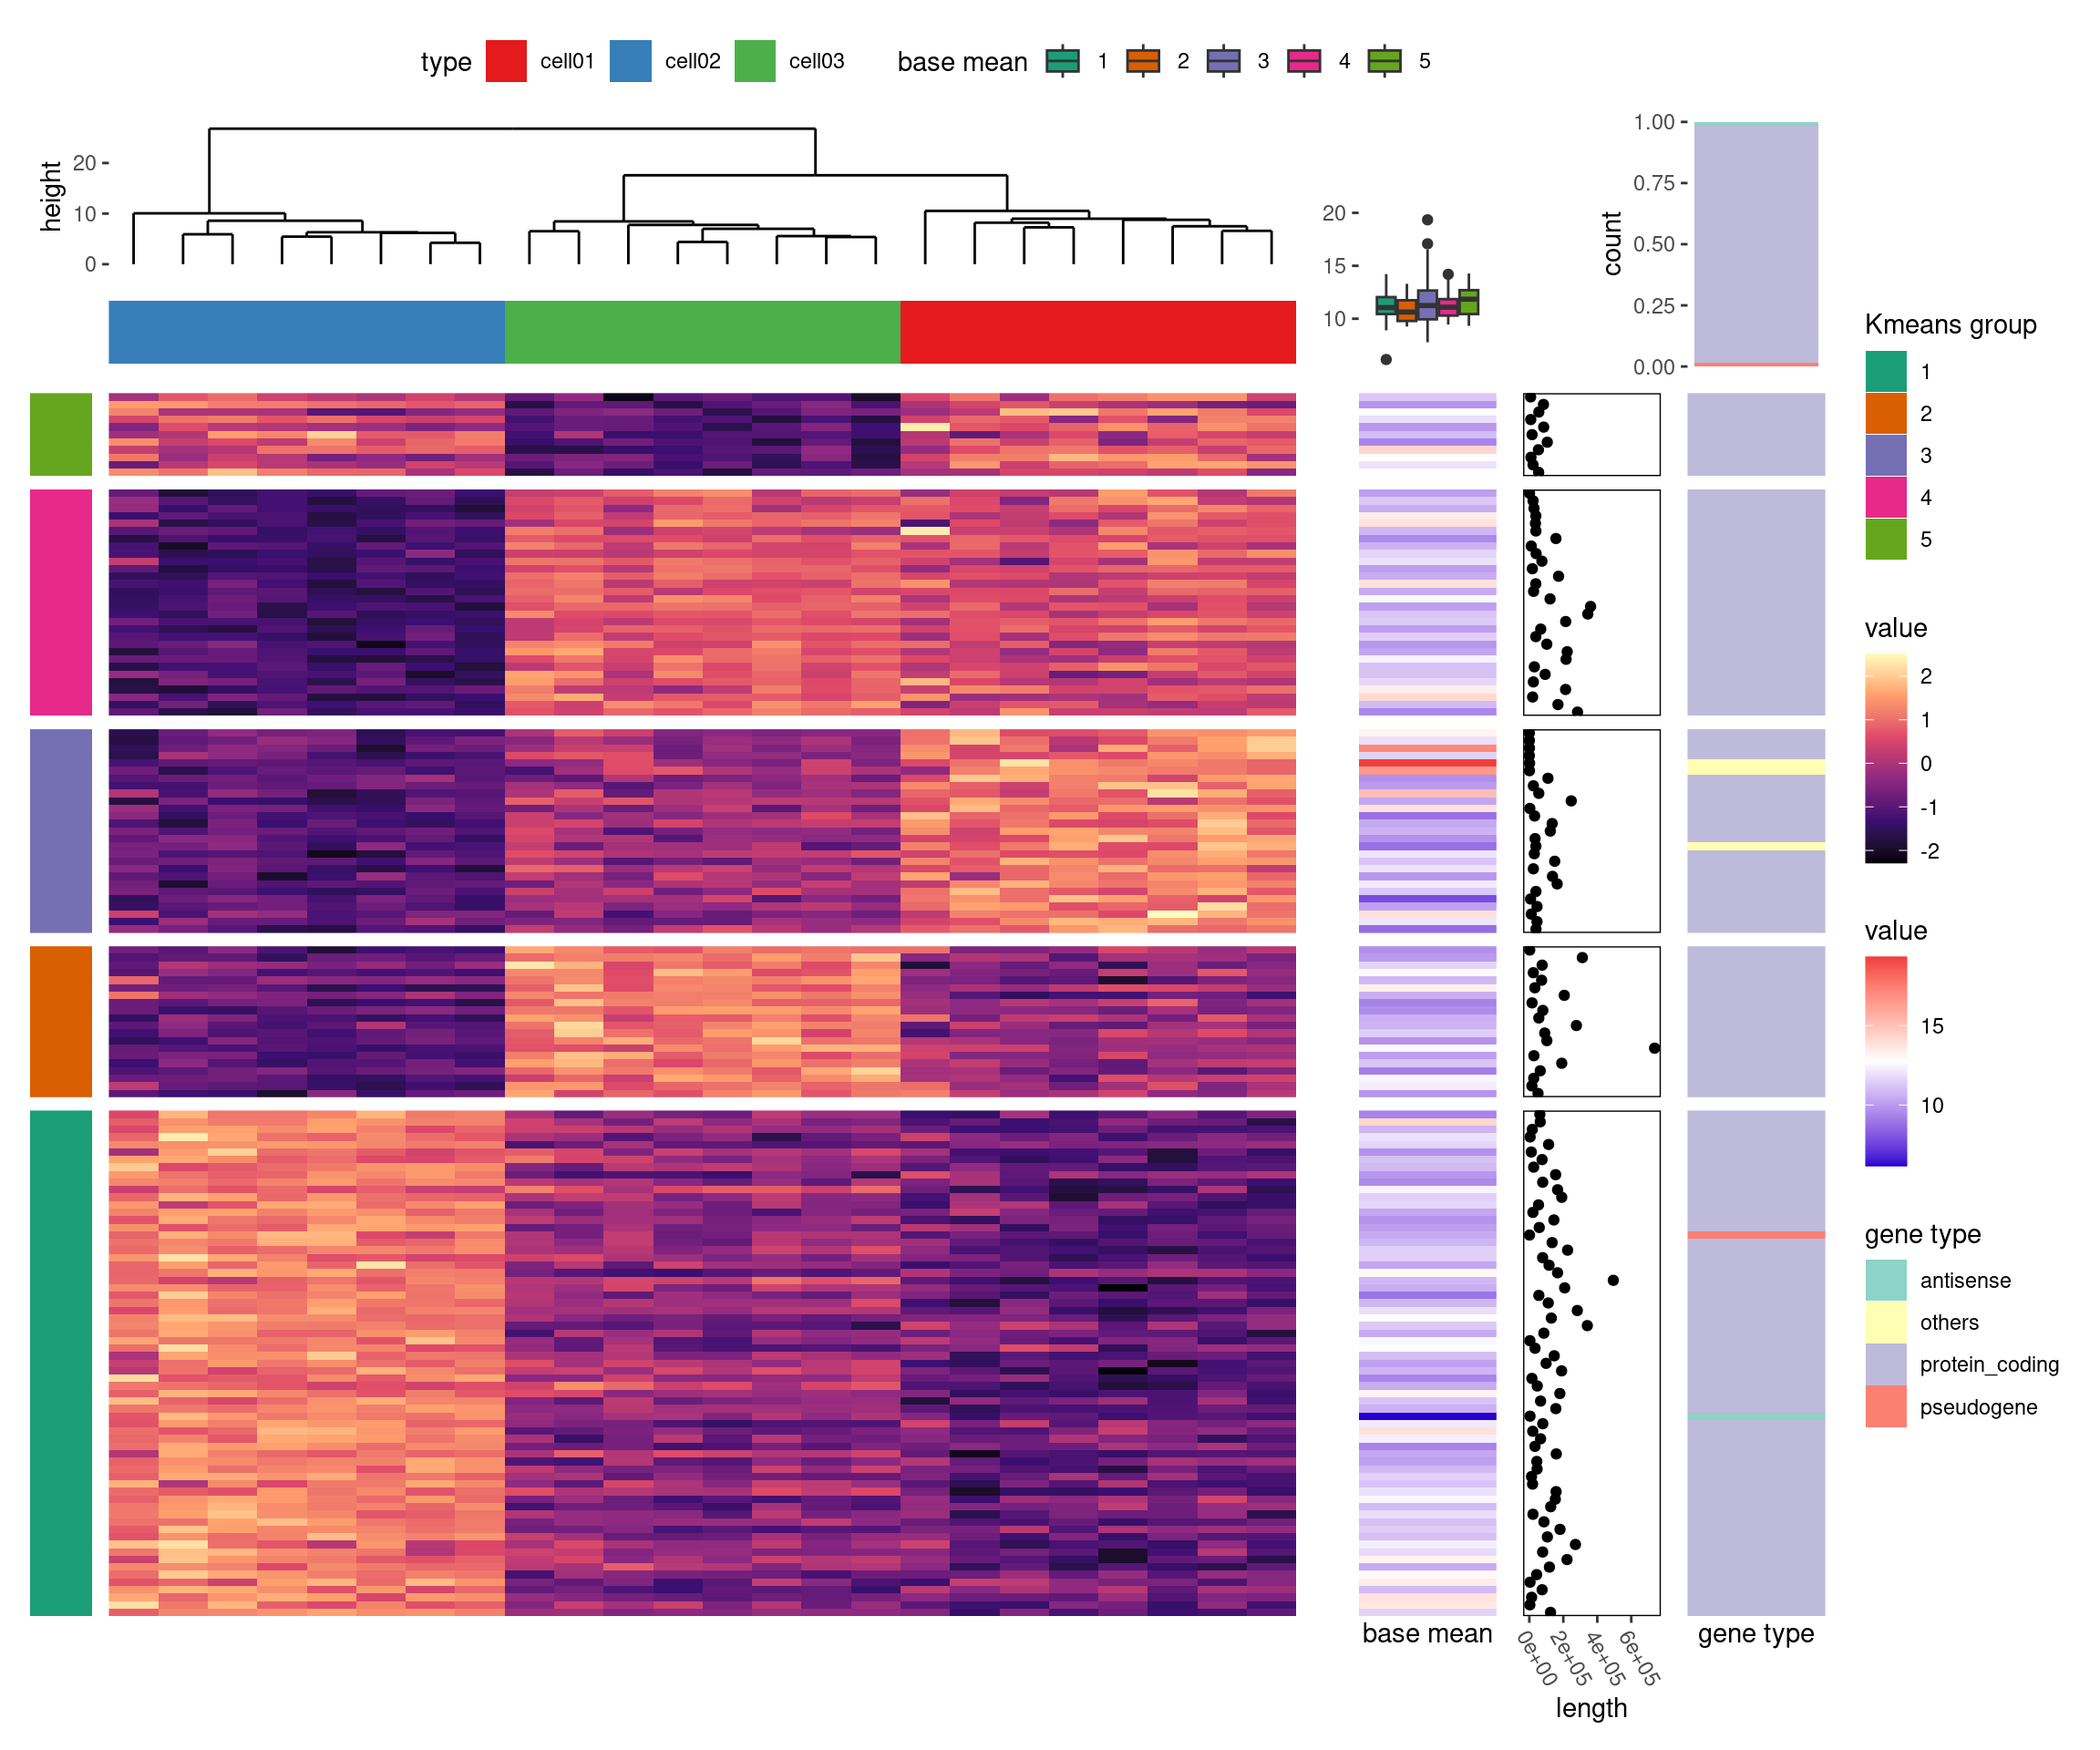 type cell01 cell02 cell03 base mean 1 2 3 4 5
height
20
10
0
20
15
10
count
1.00
0.75
0.50
0.25
0.00
Kmeans group
1
2
3
4
5
value
2
1
0
-1
-2
value
15
10
gene type
antisense
others
protein_coding
pseudogene
base mean
0e+00 2e+05 4e+05 6e+05
length
gene type